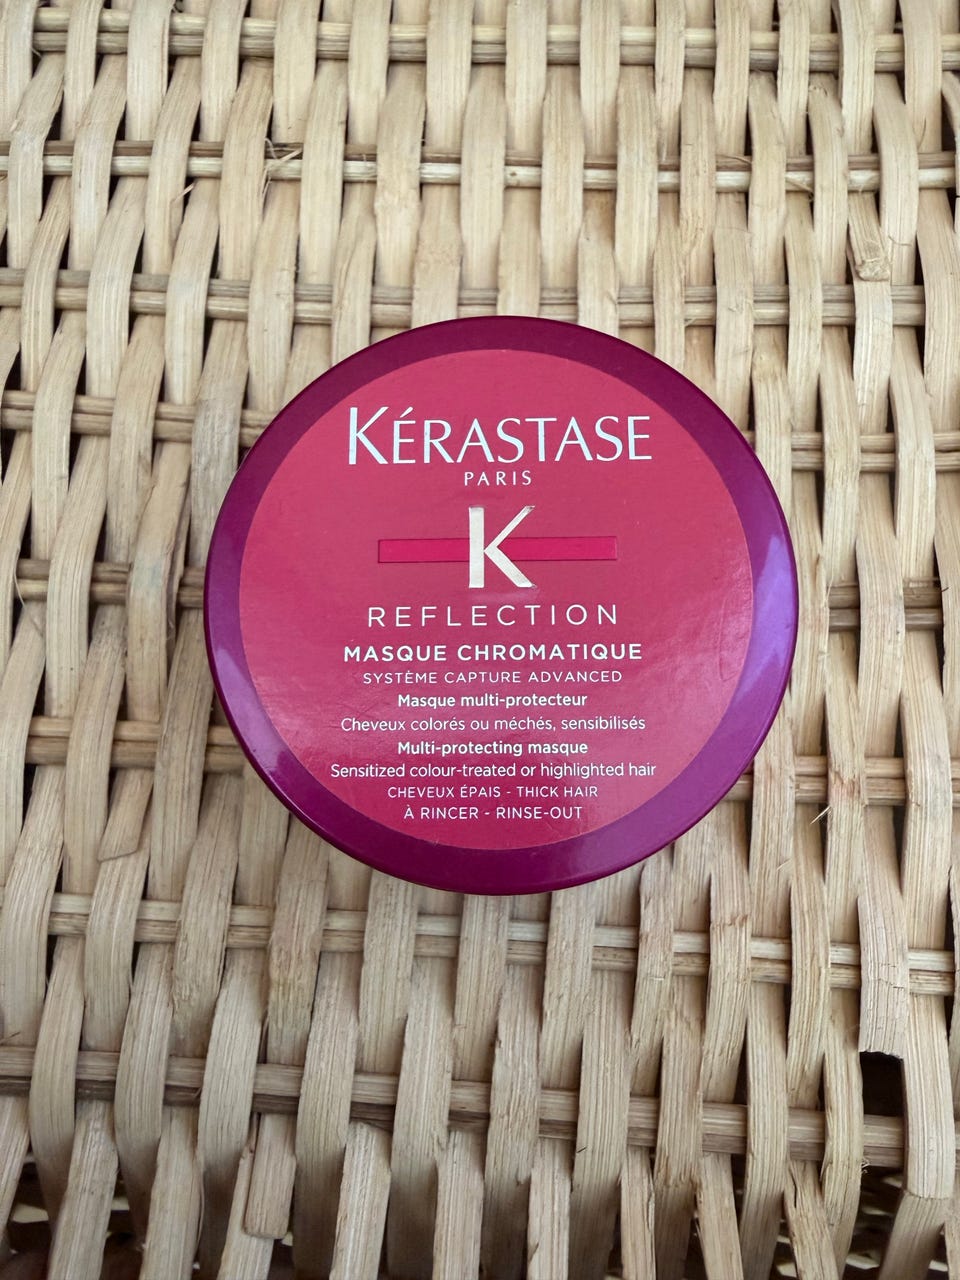 KÉRASTASE
PARIS
K
REFLECTION
MASQUE CHROMATIQUE
SYSTÈME CAPTURE ADVANCED
Masque multi-protecteur
Cheveux colorés ou méchés, sensibilisés
Multi-protecting masque
Sensitized colour-treated or highlighted hair
CHEVEUX ÉPAIS - THICK HAIR
À RINCER - RINSE-OUT